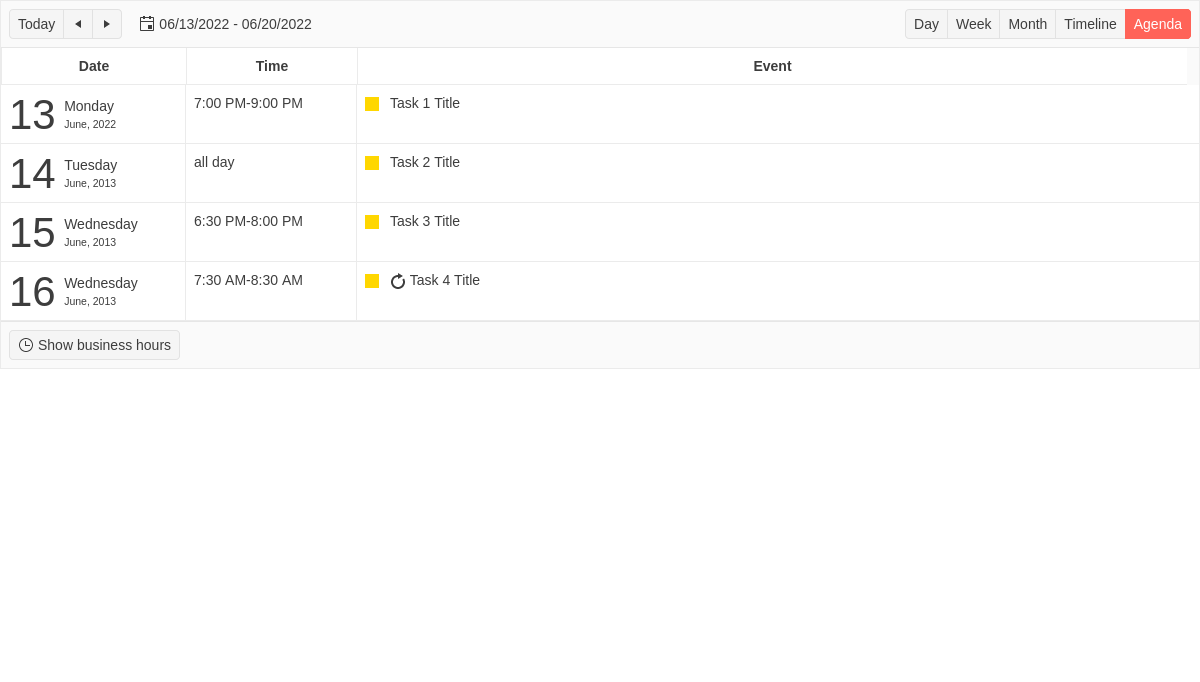 Today 06/13/2022 - 06/20/2022 Day Week Month Timeline Agenda
Date Time Event
13 Monday June, 2022 7:00 PM-9:00 PM Task 1 Title
14 Tuesday June, 2013 all day Task 2 Title
15 Wednesday June, 2013 6:30 PM-8:00 PM Task 3 Title
16 Wednesday June, 2013 7:30 AM-8:30 AM Task 4 Title
Show business hours